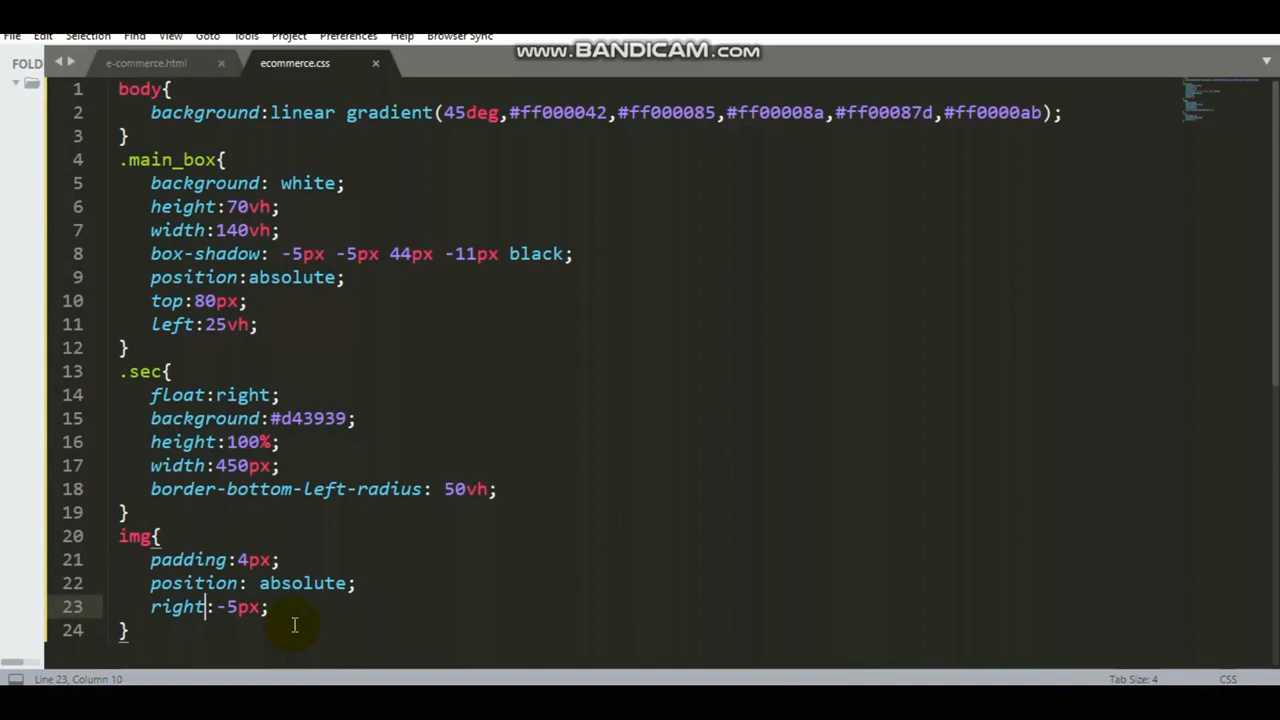 File Edit Selection Find View Goto Tools Project Preferences Help Browser Sync
www.BANDICAM.com
FOLD
e-commerce.html
ecommerce.css
1 body{
2 background:linear gradient(45deg,#ff000042,#ff000085,#ff00008a,#ff00087d,#ff0000ab);
3 }
4 .main_box{
5 background: white;
6 height:70vh;
7 width:140vh;
8 box-shadow: -5px -5px 44px -11px black;
9 position:absolute;
10 top:80px;
11 left:25vh;
12 }
13 .sec{
14 float:right;
15 background:#d43939;
16 height:100%;
17 width:450px;
18 border-bottom-left-radius: 50vh;
19 }
20 img{
21 padding:4px;
22 position: absolute;
23 right:-5px;
24 }
Line 23, Column 10
Tab Size: 4
CSS